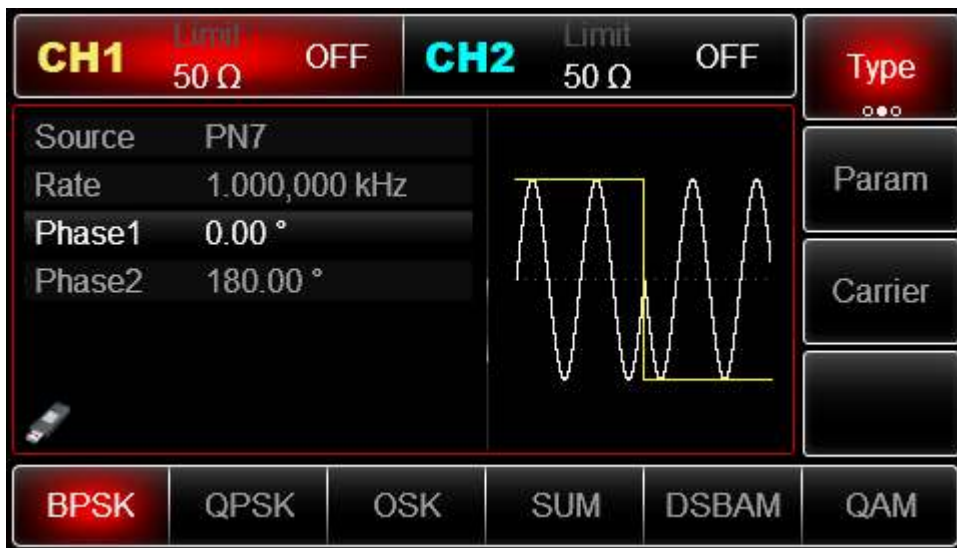 CH1 Limit 50 Ω OFF CH2 Limit 50 Ω OFF
Type
Source PN7
Rate 1.000,000 kHz
Param
Phase1 0.00 °
Phase2 180.00 °
Carrier
BPSK QPSK OSK SUM DSBAM QAM